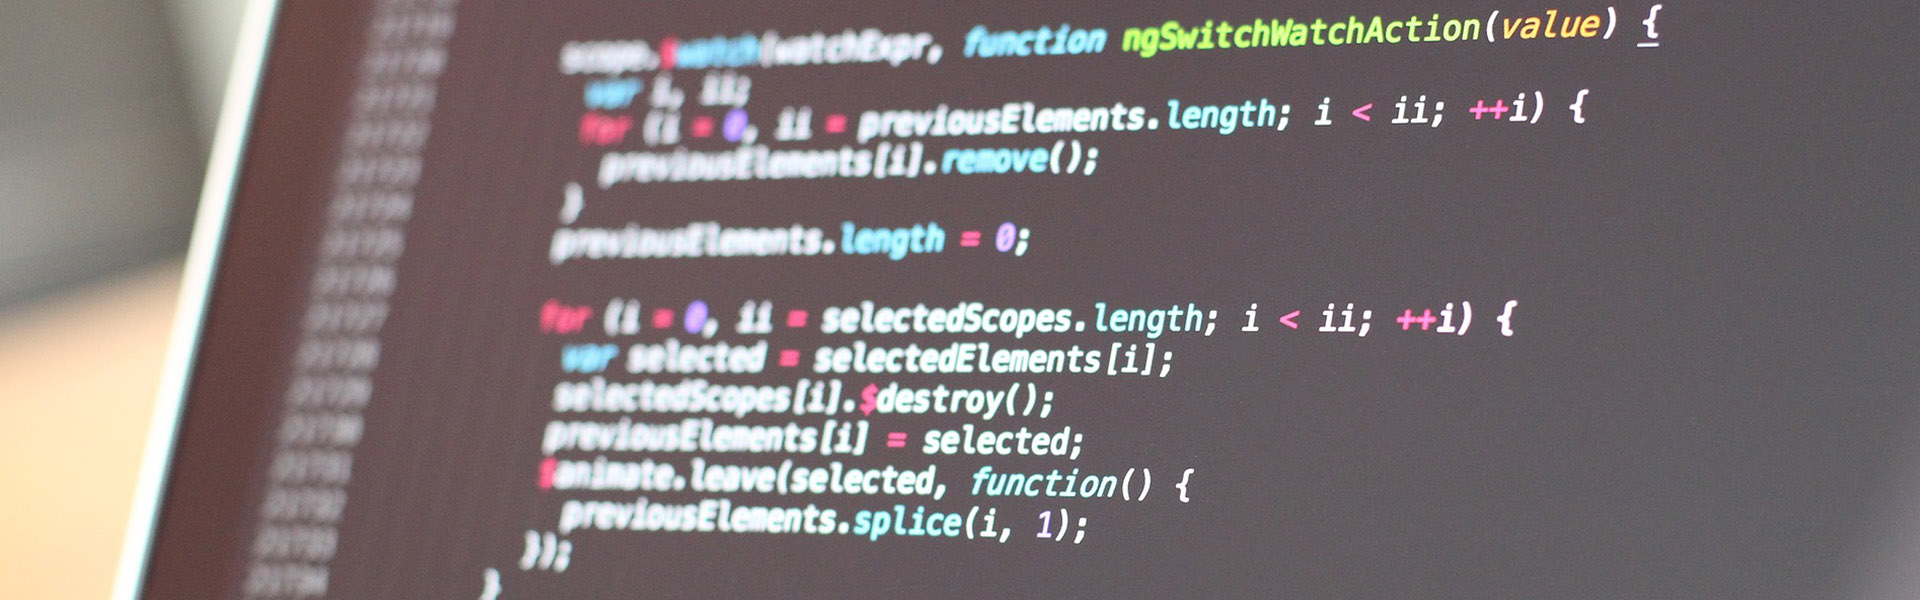 scope.$watch(watchExpr, function ngSwitchWatchAction(value) {
var i, ii;
for (i = 0, ii = previousElements.length; i < ii; ++i) {
previousElements[i].remove();
}
previousElements.length = 0;
for (i = 0, ii = selectedScopes.length; i < ii; ++i) {
var selected = selectedElements[i];
selectedScopes[i].$destroy();
previousElements[i] = selected;
$animate.leave(selected, function() {
previousElements.splice(i, 1);
});
}